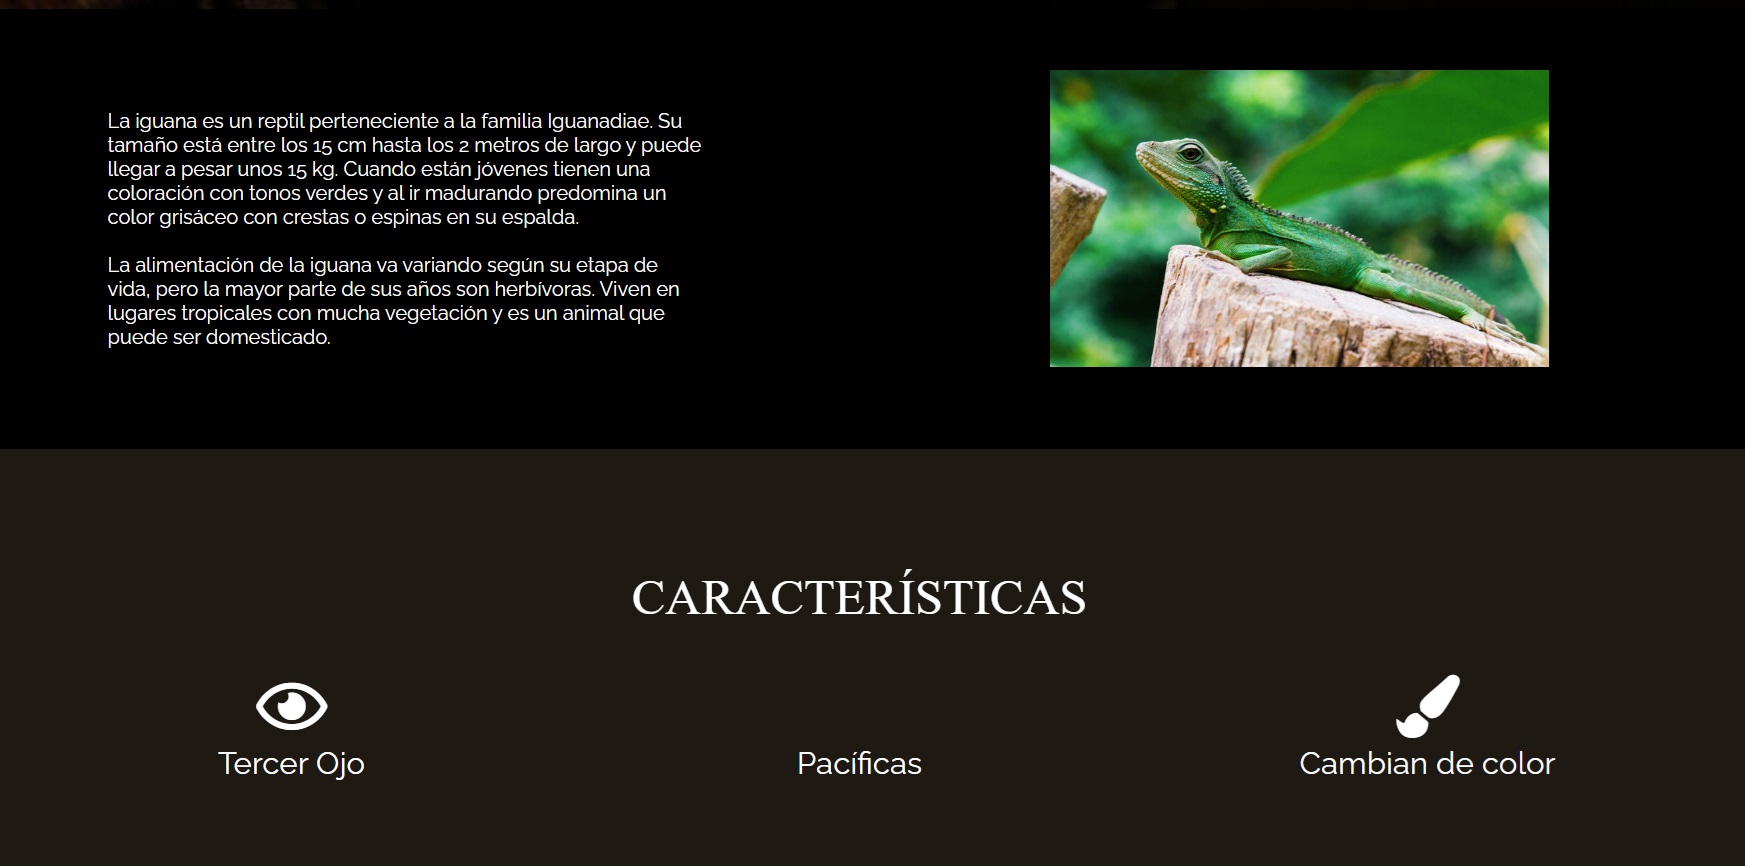 La iguana es un reptil perteneciente a la familia Iguanadiae. Su
tamaño está entre los 15 cm hasta los 2 metros de largo y puede
llegar a pesar unos 15 kg. Cuando están jóvenes tienen una
coloración con tonos verdes y al ir madurando predomina un
color grisáceo con crestas o espinas en su espalda.
La alimentación de la iguana va variando según su etapa de
vida, pero la mayor parte de sus años son herbívoras. Viven en
lugares tropicales con mucha vegetación y es un animal que
puede ser domesticado.
CARACTERÍSTICAS
Tercer Ojo
Pacíficas
Cambian de color